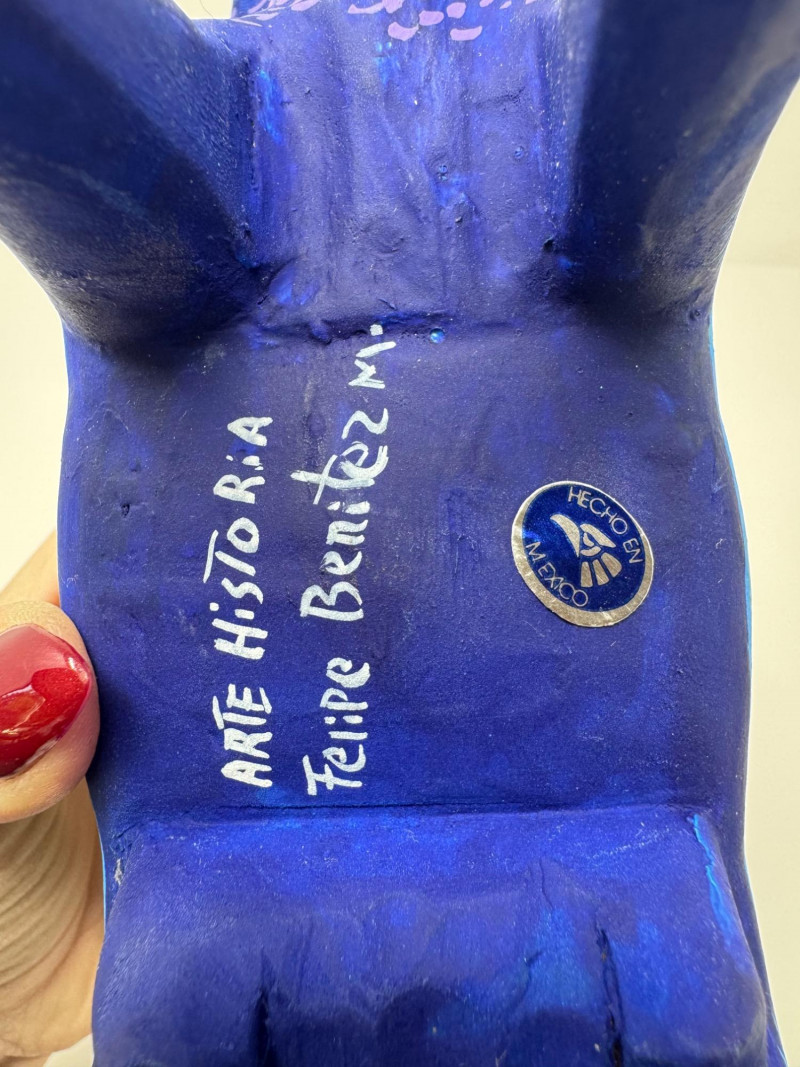 ARTE HisTORiA
Felipe Benitez M.
HECHO EN
MEXICO